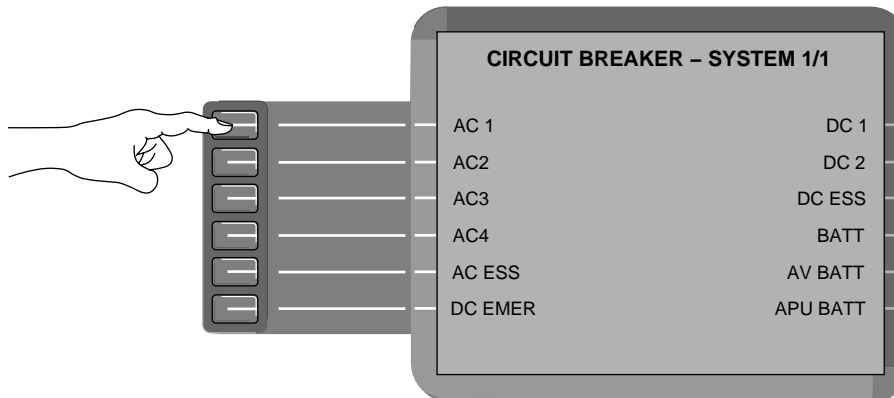 CIRCUIT BREAKER – SYSTEM 1/1
AC 1 DC 1
AC2 DC 2
AC3 DC ESS
AC4 BATT
AC ESS AV BATT
DC EMER APU BATT